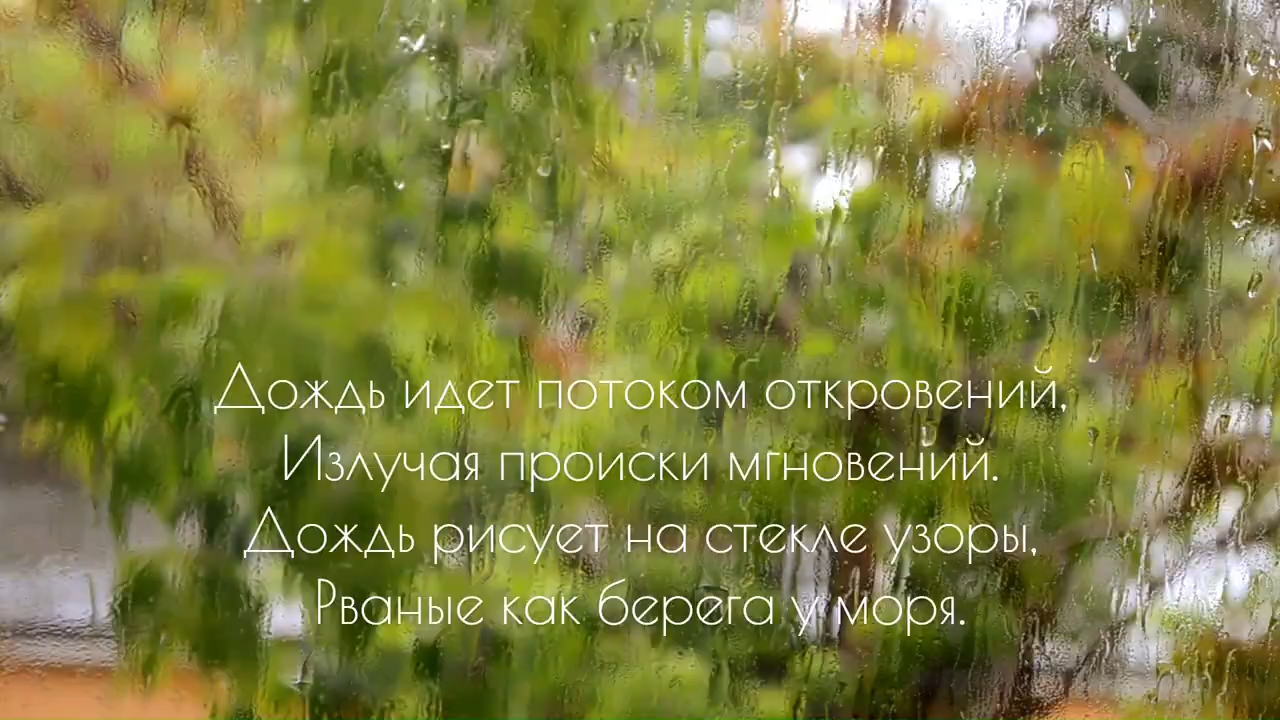 Дождь идет потоком откровений,
Излучая происки мгновений.
Дождь рисует на стекле узоры,
Рваные как берега у моря.